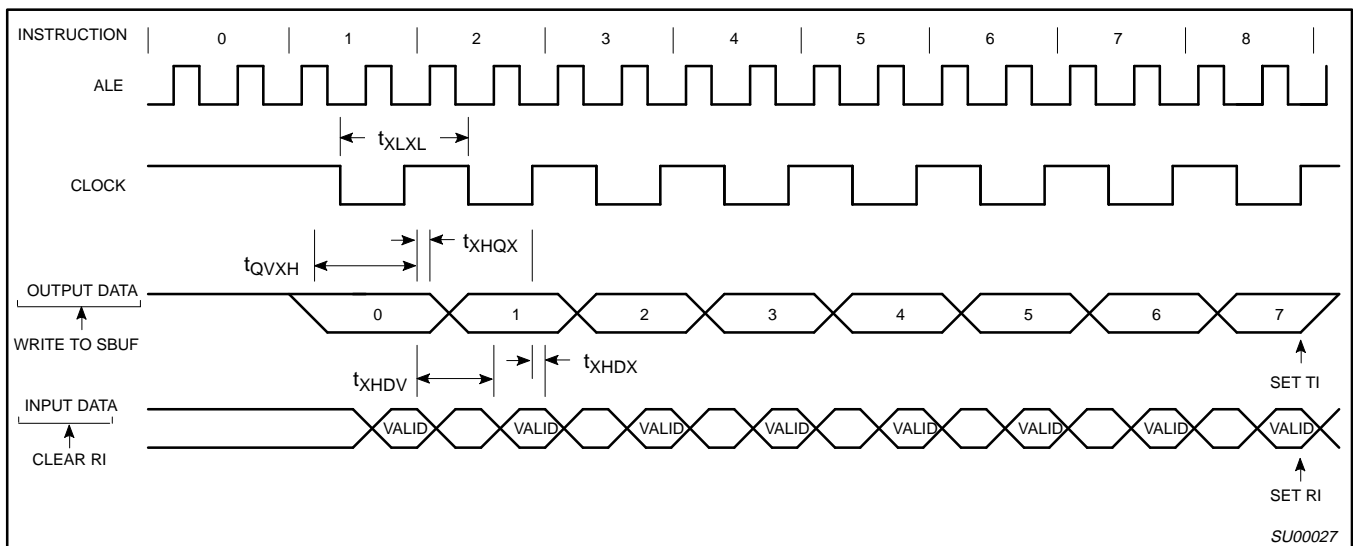 INSTRUCTION 0 1 2 3 4 5 6 7 8
ALE
tXLXL
CLOCK
tXHQX
tQVXH
OUTPUT DATA
0 1 2 3 4 5 6 7
WRITE TO SBUF
tXHDX
tXHDV
SET TI
INPUT DATA
VALID VALID VALID VALID VALID VALID VALID VALID
CLEAR RI
SET RI
SU00027